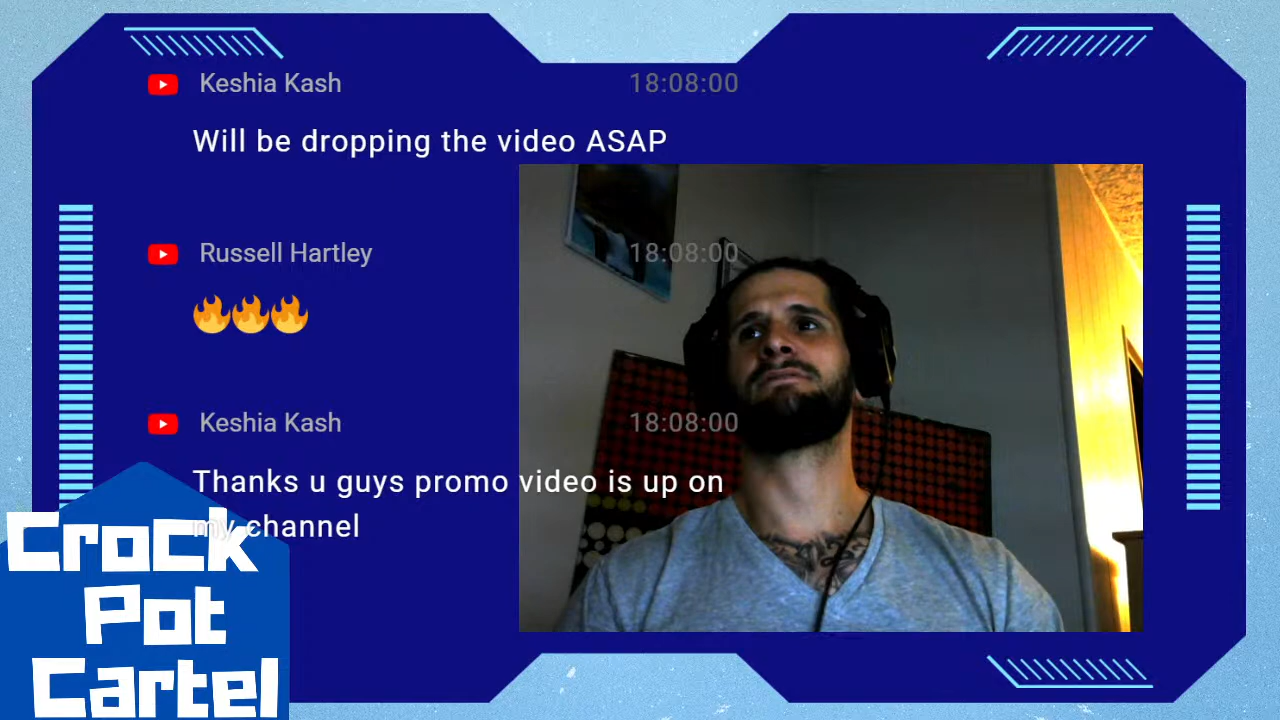 Keshia Kash 18:08:00
Will be dropping the video ASAP
Russell Hartley 18:08:00
🔥🔥🔥
Keshia Kash 18:08:00
Thanks u guys promo video is up on
my channel
Crock
Pot
Cartel